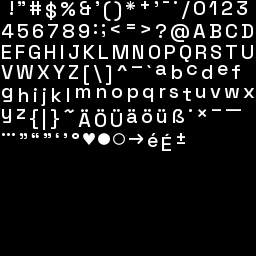 !"#$%&'()*+,-./0123
456789:;<=>?@ABCD
EFGHIJKLMNOPQRSTU
VWXYZ[\]^_`abcdef
ghijklmnopqrstuvwx
yz{|}~ÄÖÜäöüß·×–—
…”“„‘‚’°♥●○→éÉ±